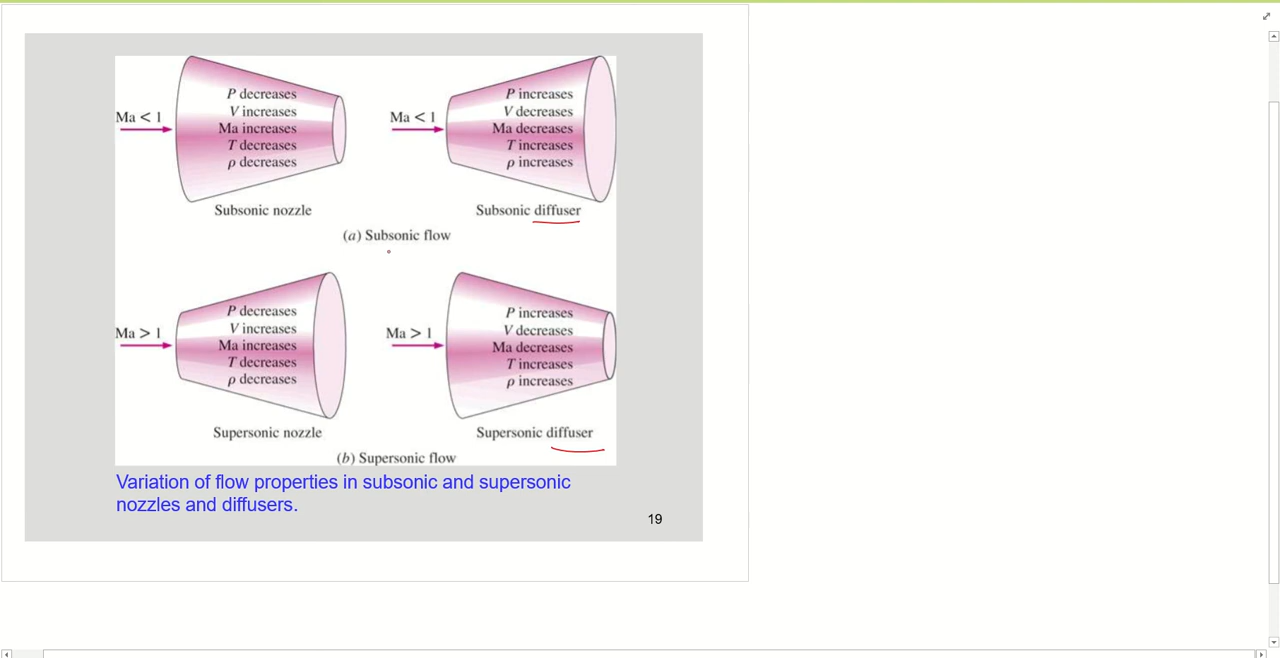 Ma < 1
P decreases
V increases
Ma increases
T decreases
ρ decreases
Subsonic nozzle
Ma < 1
P increases
V decreases
Ma decreases
T increases
ρ increases
Subsonic diffuser
(a) Subsonic flow
Ma > 1
P decreases
V increases
Ma increases
T decreases
ρ decreases
Supersonic nozzle
Ma > 1
P increases
V decreases
Ma decreases
T increases
ρ increases
Supersonic diffuser
(b) Supersonic flow
Variation of flow properties in subsonic and supersonic
nozzles and diffusers.
19